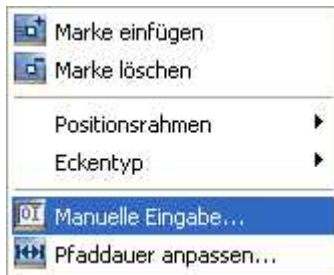 Marke einfügen
Marke löschen
Positionsrahmen
Eckentyp
Manuelle Eingabe...
Pfaddauer anpassen...